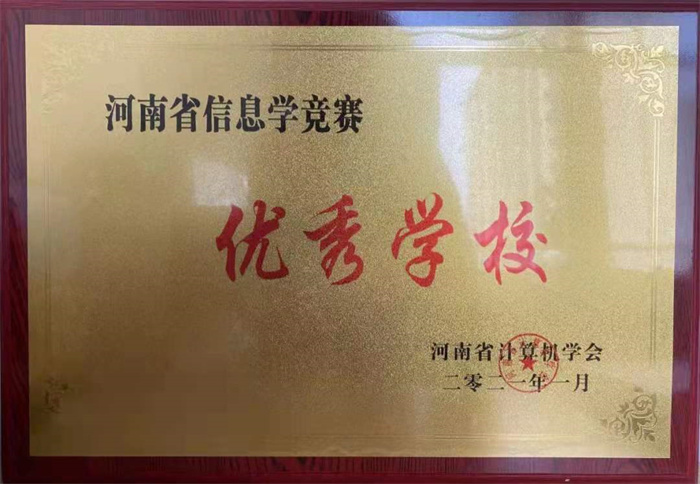 河南省信息学竞赛
优秀学校
河南省计算机学会
二零二一年一月